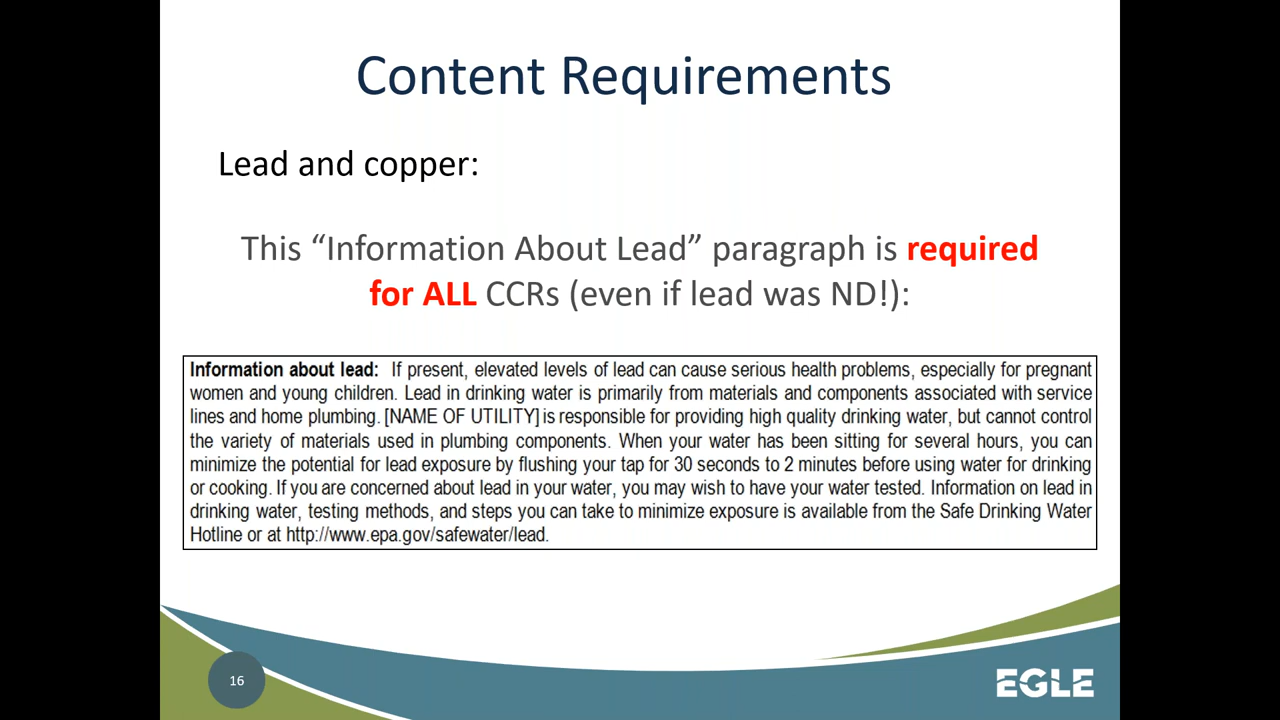 Content Requirements
Lead and copper:
This “Information About Lead” paragraph is required
for ALL CCRs (even if lead was ND!):
Information about lead: If present, elevated levels of lead can cause serious health problems, especially for pregnant
women and young children. Lead in drinking water is primarily from materials and components associated with service
lines and home plumbing. [NAME OF UTILITY] is responsible for providing high quality drinking water, but cannot control
the variety of materials used in plumbing components. When your water has been sitting for several hours, you can
minimize the potential for lead exposure by flushing your tap for 30 seconds to 2 minutes before using water for drinking
or cooking. If you are concerned about lead in your water, you may wish to have your water tested. Information on lead in
drinking water, testing methods, and steps you can take to minimize exposure is available from the Safe Drinking Water
Hotline or at http://www.epa.gov/safewater/lead.
16
EGLE